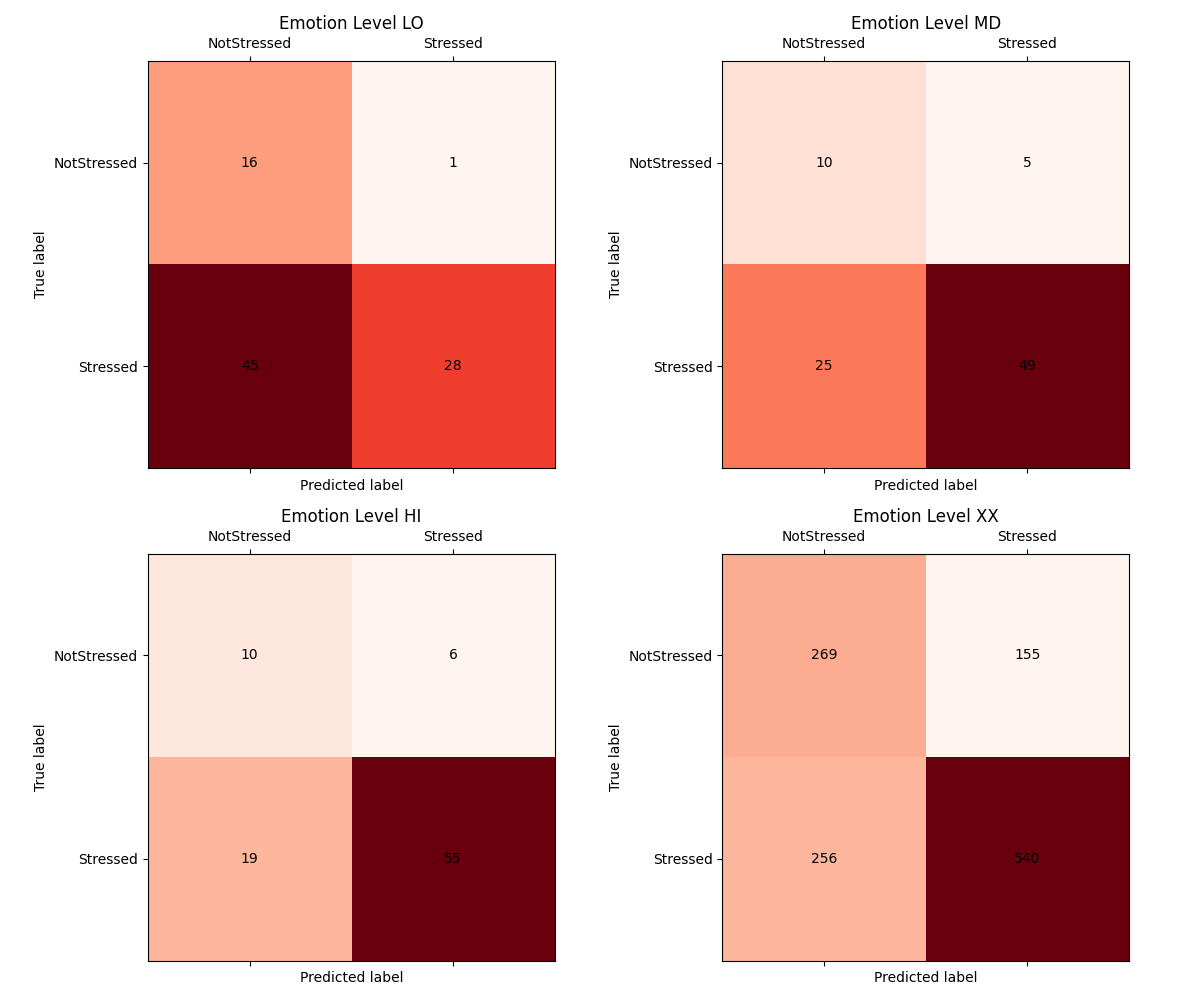 Emotion Level LO
NotStressed Stressed
NotStressed 16 1
True label
Stressed 45 28
Predicted label
Emotion Level MD
NotStressed Stressed
NotStressed 10 5
True label
Stressed 25 49
Predicted label
Emotion Level HI
NotStressed Stressed
NotStressed 10 6
True label
Stressed 19 55
Predicted label
Emotion Level XX
NotStressed Stressed
NotStressed 269 155
True label
Stressed 256 540
Predicted label